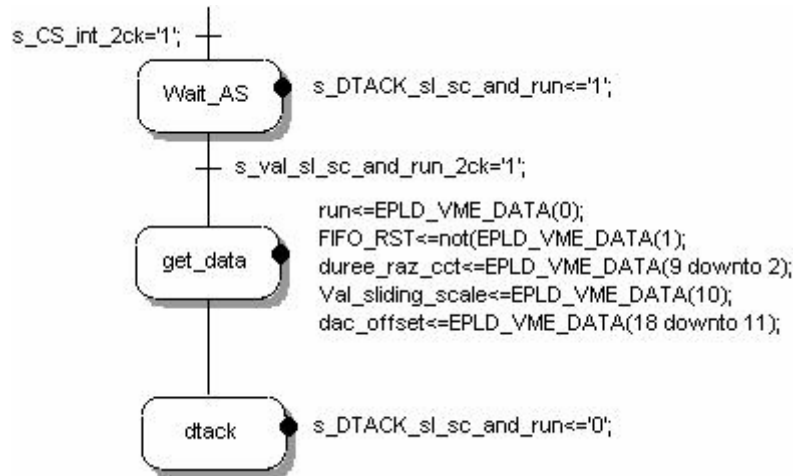 s_CS_int_2ck='1';
Wait_AS
s_DTACK_sl_sc_and_run<='1';
s_val_sl_sc_and_run_2ck='1';
run<=EPLD_VME_DATA(0);
FIFO_RST<=not(EPLD_VME_DATA(1);
get_data
duree_raz_cct<=EPLD_VME_DATA(9 downto 2);
Val_sliding_scale<=EPLD_VME_DATA(10);
dac_offset<=EPLD_VME_DATA(18 downto 11);
dtack
s_DTACK_sl_sc_and_run<='0';